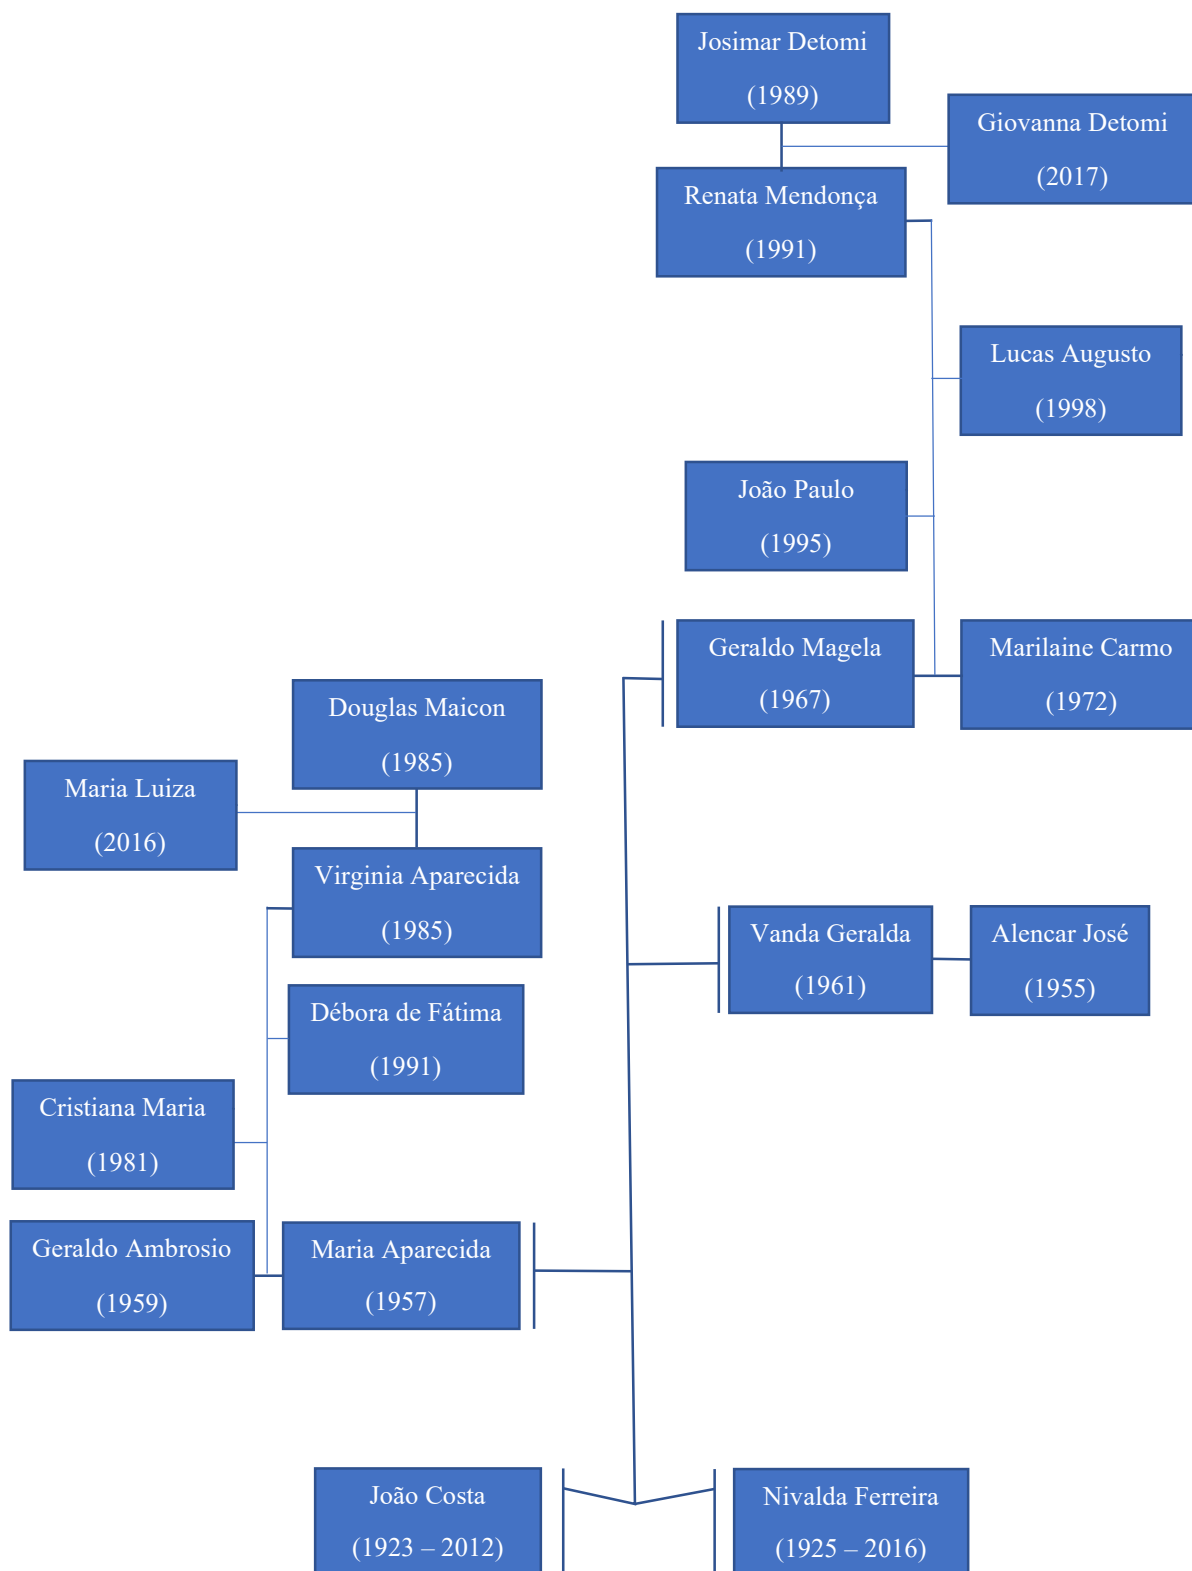 Josimar Detomi
(1989)
Giovanna Detomi
(2017)
Renata Mendonça
(1991)
Lucas Augusto
(1998)
João Paulo
(1995)
Geraldo Magela
(1967)
Marilaine Carmo
(1972)
Douglas Maicon
(1985)
Maria Luiza
(2016)
Virginia Aparecida
(1985)
Vanda Geralda
(1961)
Alencar José
(1955)
Débora de Fátima
(1991)
Cristiana Maria
(1981)
Geraldo Ambrosio
(1959)
Maria Aparecida
(1957)
João Costa
(1923 – 2012)
Nivalda Ferreira
(1925 – 2016)